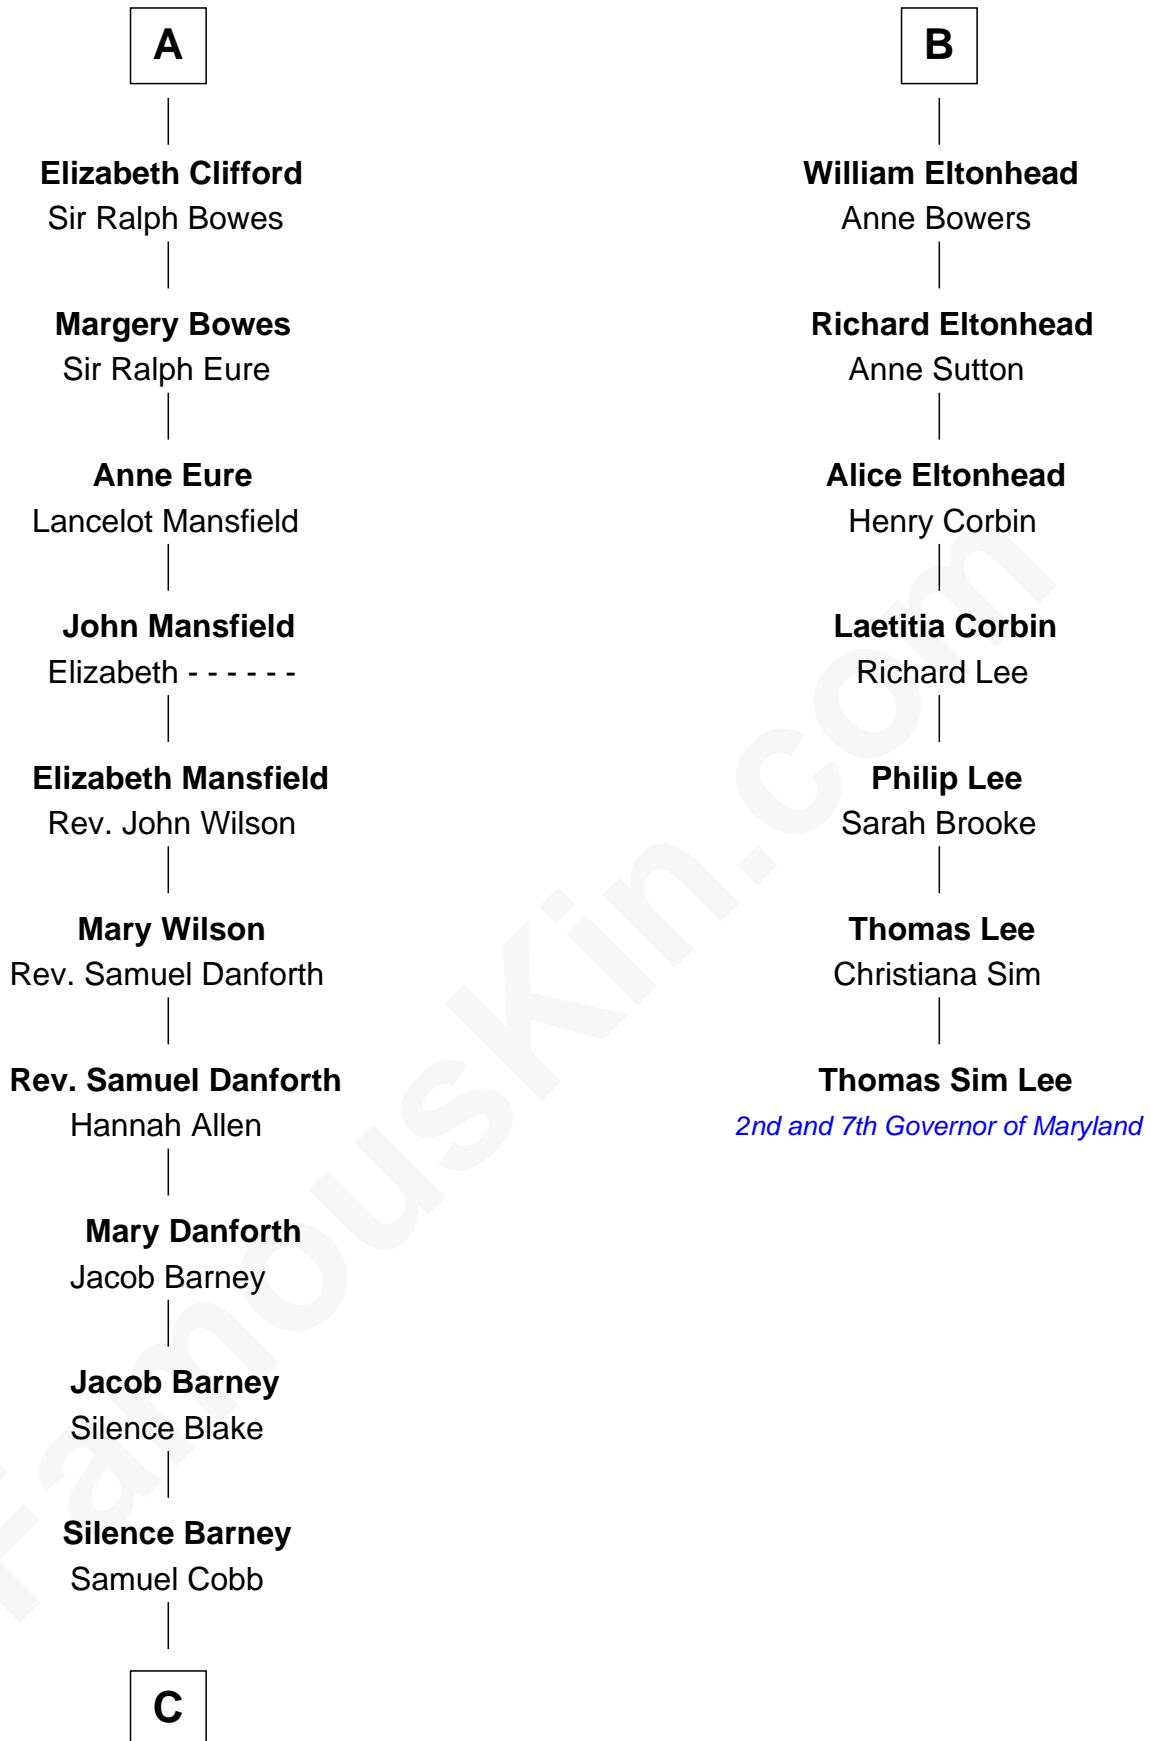 A
Elizabeth Clifford
Sir Ralph Bowes
Margery Bowes
Sir Ralph Eure
Anne Eure
Lancelot Mansfield
John Mansfield
Elizabeth - - - - - -
Elizabeth Mansfield
Rev. John Wilson
Mary Wilson
Rev. Samuel Danforth
Rev. Samuel Danforth
Hannah Allen
Mary Danforth
Jacob Barney
Jacob Barney
Silence Blake
Silence Barney
Samuel Cobb
C
B
William Eltonhead
Anne Bowers
Richard Eltonhead
Anne Sutton
Alice Eltonhead
Henry Corbin
Laetitia Corbin
Richard Lee
Philip Lee
Sarah Brooke
Thomas Lee
Christiana Sim
Thomas Sim Lee
2nd and 7th Governor of Maryland
FamousKin.com